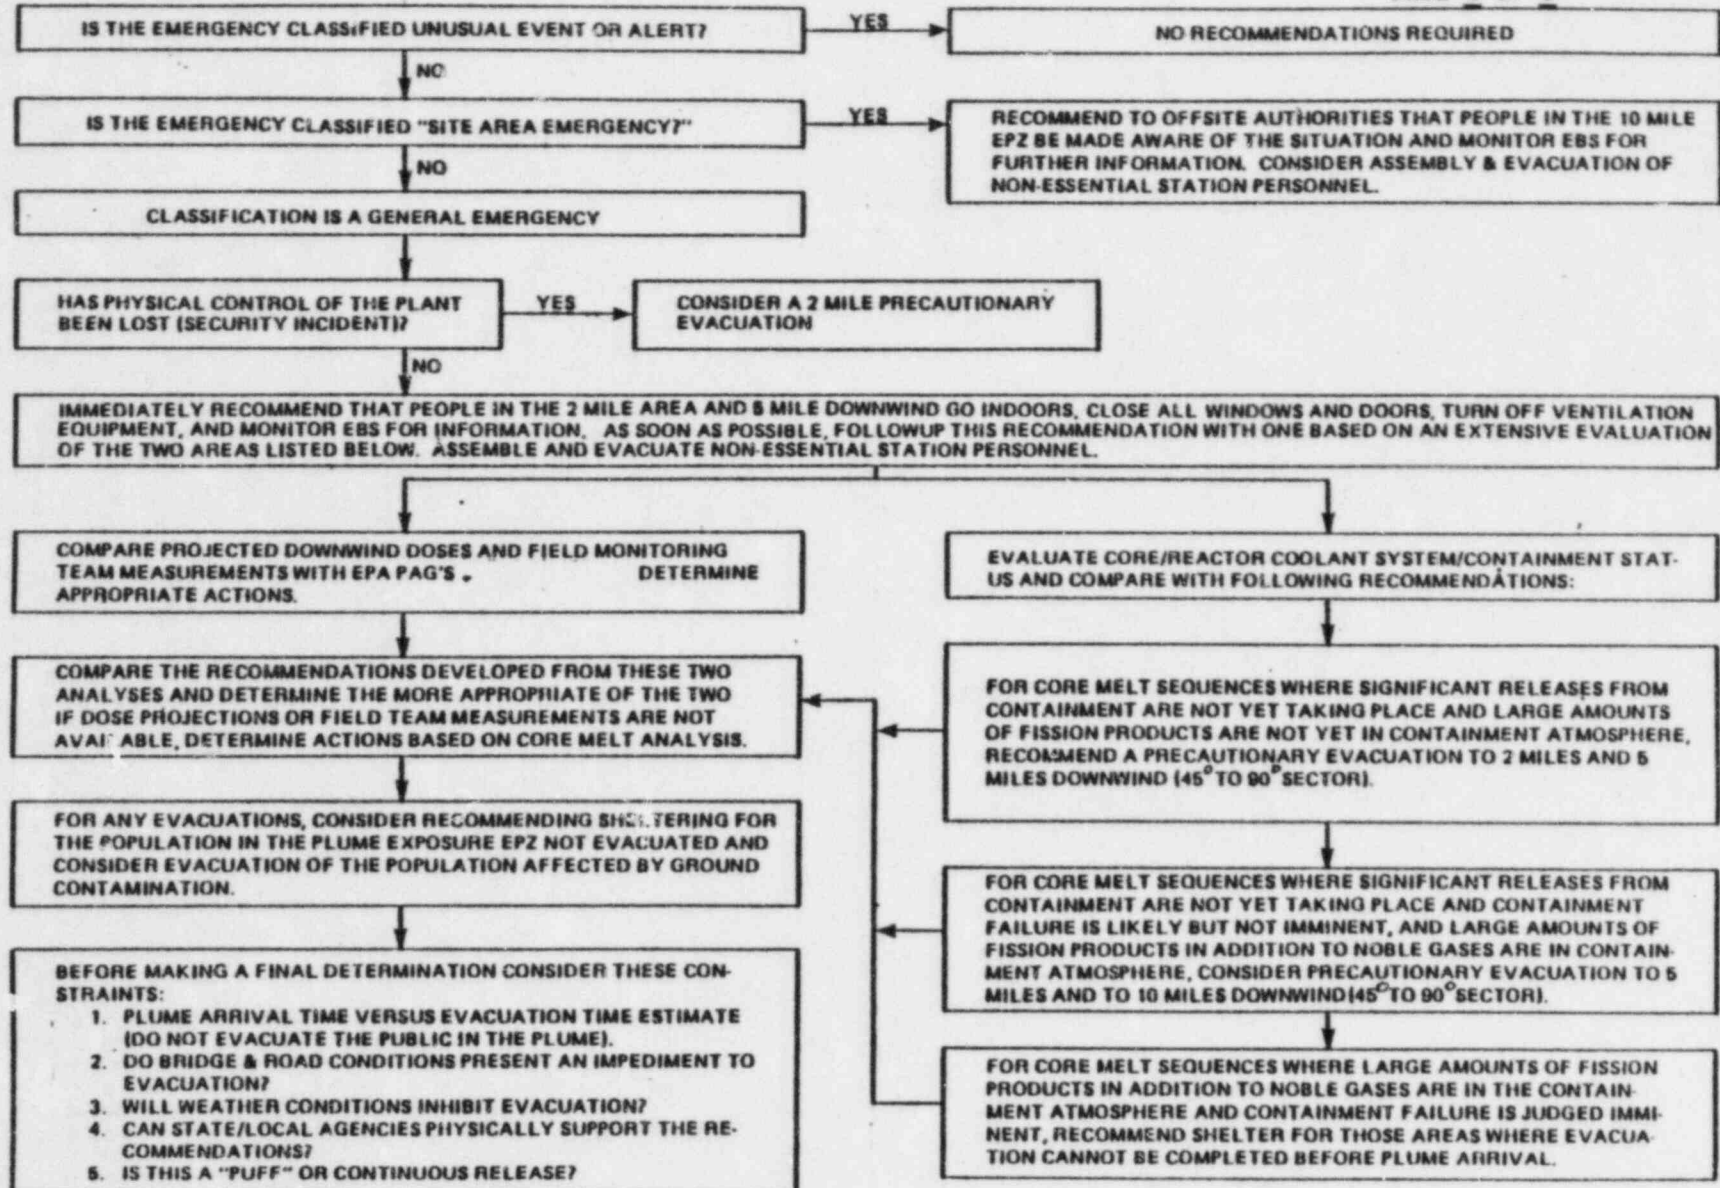 IS THE EMERGENCY CLASSIFIED UNUSUAL EVENT OR ALERT?
YES
NO RECOMMENDATIONS REQUIRED
NO
IS THE EMERGENCY CLASSIFIED "SITE AREA EMERGENCY?"
YES
RECOMMEND TO OFFSITE AUTHORITIES THAT PEOPLE IN THE 10 MILE
EPZ BE MADE AWARE OF THE SITUATION AND MONITOR EBS FOR
FURTHER INFORMATION. CONSIDER ASSEMBLY & EVACUATION OF
NON-ESSENTIAL STATION PERSONNEL.
NO
CLASSIFICATION IS A GENERAL EMERGENCY
HAS PHYSICAL CONTROL OF THE PLANT
BEEN LOST (SECURITY INCIDENT)?
YES
CONSIDER A 2 MILE PRECAUTIONARY
EVACUATION
NO
IMMEDIATELY RECOMMEND THAT PEOPLE IN THE 2 MILE AREA AND 5 MILE DOWNWIND GO INDOORS, CLOSE ALL WINDOWS AND DOORS, TURN OFF VENTILATION
EQUIPMENT, AND MONITOR EBS FOR INFORMATION. AS SOON AS POSSIBLE, FOLLOWUP THIS RECOMMENDATION WITH ONE BASED ON AN EXTENSIVE EVALUATION
OF THE TWO AREAS LISTED BELOW. ASSEMBLE AND EVACUATE NON-ESSENTIAL STATION PERSONNEL.
COMPARE PROJECTED DOWNWIND DOSES AND FIELD MONITORING
TEAM MEASUREMENTS WITH EPA PAG'S. DETERMINE
APPROPRIATE ACTIONS.
COMPARE THE RECOMMENDATIONS DEVELOPED FROM THESE TWO
ANALYSES AND DETERMINE THE MORE APPROPRIATE OF THE TWO
IF DOSE PROJECTIONS OR FIELD TEAM MEASUREMENTS ARE NOT
AVAILABLE, DETERMINE ACTIONS BASED ON CORE MELT ANALYSIS.
FOR ANY EVACUATIONS, CONSIDER RECOMMENDING SHELTERING FOR
THE POPULATION IN THE PLUME EXPOSURE EPZ NOT EVACUATED AND
CONSIDER EVACUATION OF THE POPULATION AFFECTED BY GROUND
CONTAMINATION.
BEFORE MAKING A FINAL DETERMINATION CONSIDER THESE CON-
STRAINTS:
1. PLUME ARRIVAL TIME VERSUS EVACUATION TIME ESTIMATE
(DO NOT EVACUATE THE PUBLIC IN THE PLUME).
2. DO BRIDGE & ROAD CONDITIONS PRESENT AN IMPEDIMENT TO
EVACUATION?
3. WILL WEATHER CONDITIONS INHIBIT EVACUATION?
4. CAN STATE/LOCAL AGENCIES PHYSICALLY SUPPORT THE RE-
COMMENDATIONS?
5. IS THIS A "PUFF" OR CONTINUOUS RELEASE?
EVALUATE CORE/REACTOR COOLANT SYSTEM/CONTAINMENT STAT-
US AND COMPARE WITH FOLLOWING RECOMMENDATIONS:
FOR CORE MELT SEQUENCES WHERE SIGNIFICANT RELEASES FROM
CONTAINMENT ARE NOT YET TAKING PLACE AND LARGE AMOUNTS
OF FISSION PRODUCTS ARE NOT YET IN CONTAINMENT ATMOSPHERE,
RECOMMEND A PRECAUTIONARY EVACUATION TO 2 MILES AND 5
MILES DOWNWIND (45° TO 90° SECTOR).
FOR CORE MELT SEQUENCES WHERE SIGNIFICANT RELEASES FROM
CONTAINMENT ARE NOT YET TAKING PLACE AND CONTAINMENT
FAILURE IS LIKELY BUT NOT IMMINENT, AND LARGE AMOUNTS OF
FISSION PRODUCTS IN ADDITION TO NOBLE GASES ARE IN CONTAIN-
MENT ATMOSPHERE, CONSIDER PRECAUTIONARY EVACUATION TO 5
MILES AND TO 10 MILES DOWNWIND (45° TO 90° SECTOR).
FOR CORE MELT SEQUENCES WHERE LARGE AMOUNTS OF FISSION
PRODUCTS IN ADDITION TO NOBLE GASES ARE IN THE CONTAIN-
MENT ATMOSPHERE AND CONTAINMENT FAILURE IS JUDGED IMMI-
NENT, RECOMMEND SHELTER FOR THOSE AREAS WHERE EVACUA-
TION CANNOT BE COMPLETED BEFORE PLUME ARRIVAL.